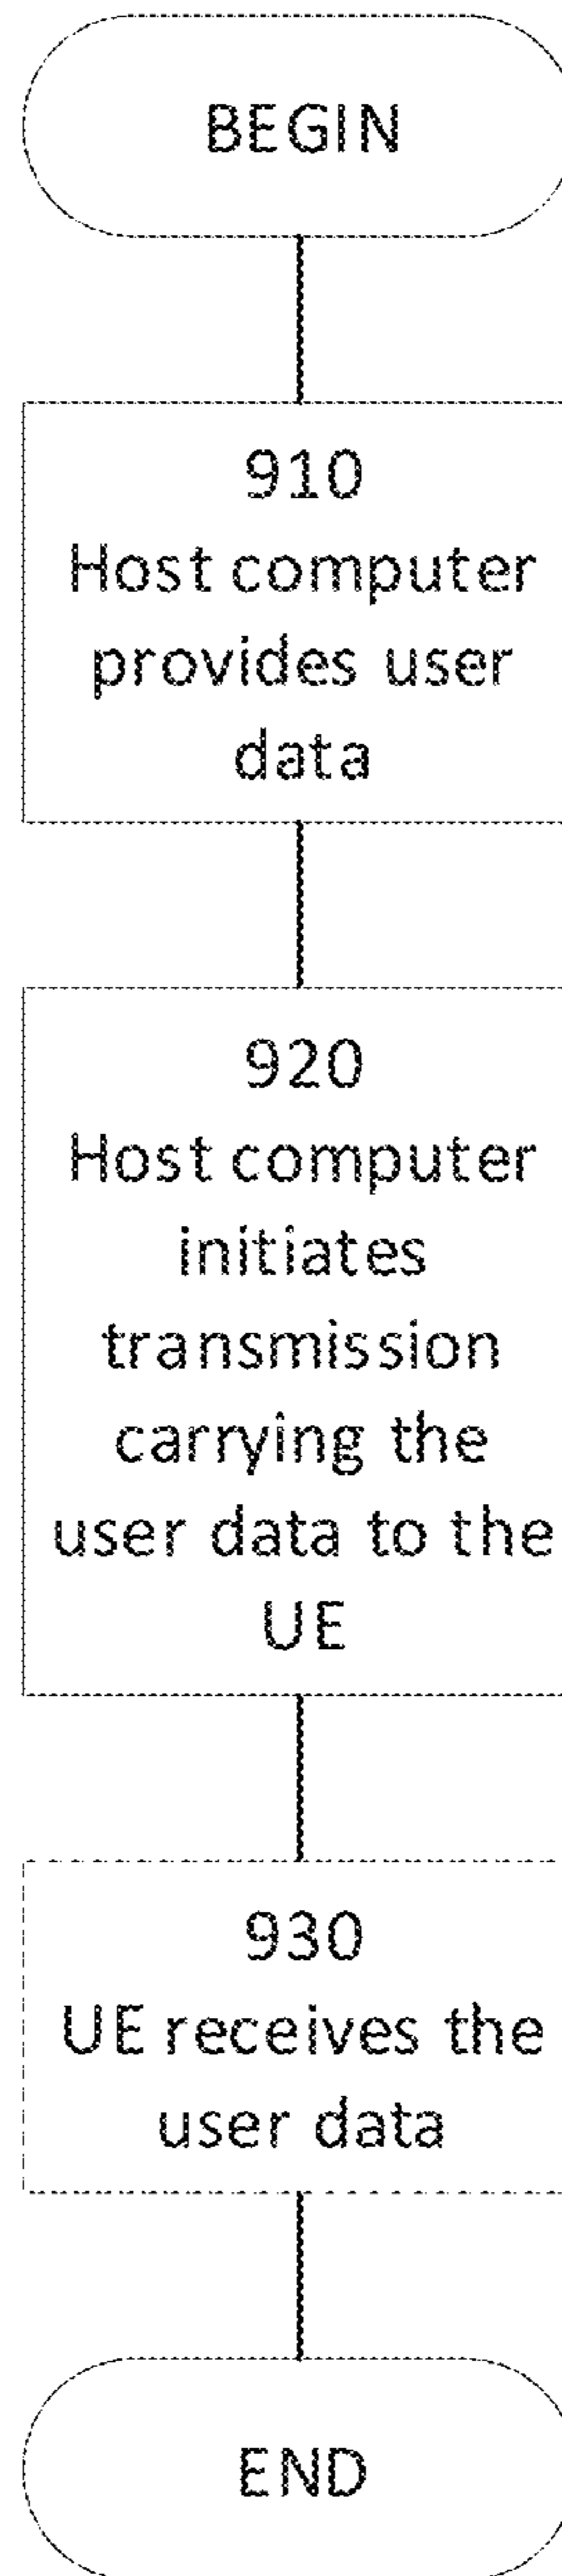 BEGIN
910
Host computer
provides user
data
920
Host computer
initiates
transmission
carrying the
user data to the
UE
930
UE receives the
user data
END